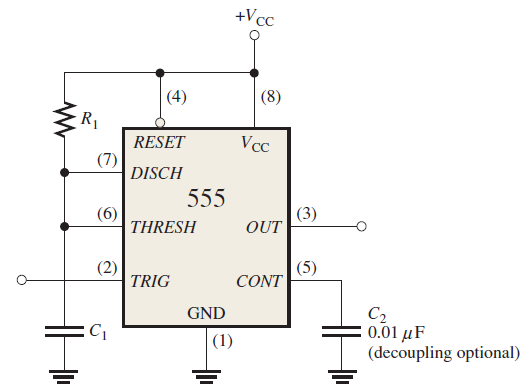 +VCC
(4)
(8)
R1
RESET
VCC
(7)
DISCH
555
(6)
(3)
THRESH
OUT
(2)
(5)
TRIG
CONT
GND
C1
(1)
C2
0.01 μF
(decoupling optional)